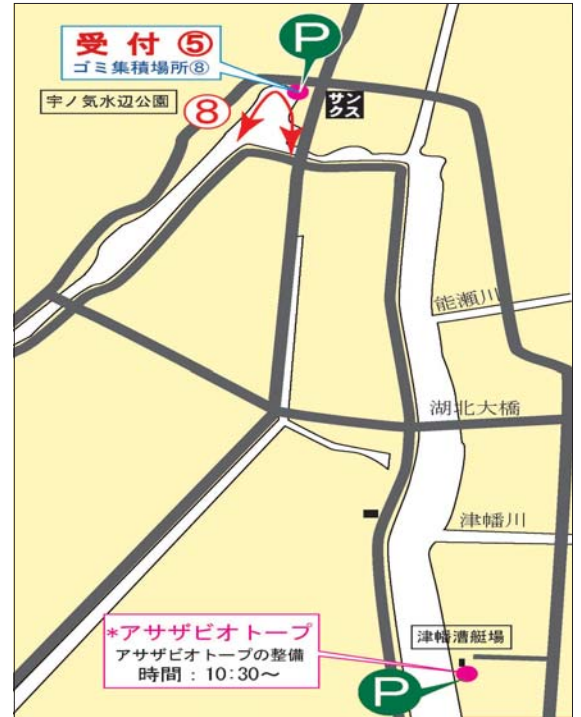 受付⑤
ゴミ集積場所⑧
P
宇ノ気水辺公園
⑧
サン
クス
能瀬川
湖北大橋
津幡川
*アサザビオトープ
アサザビオトープの整備
時間：10:30～
津幡漕艇場
P